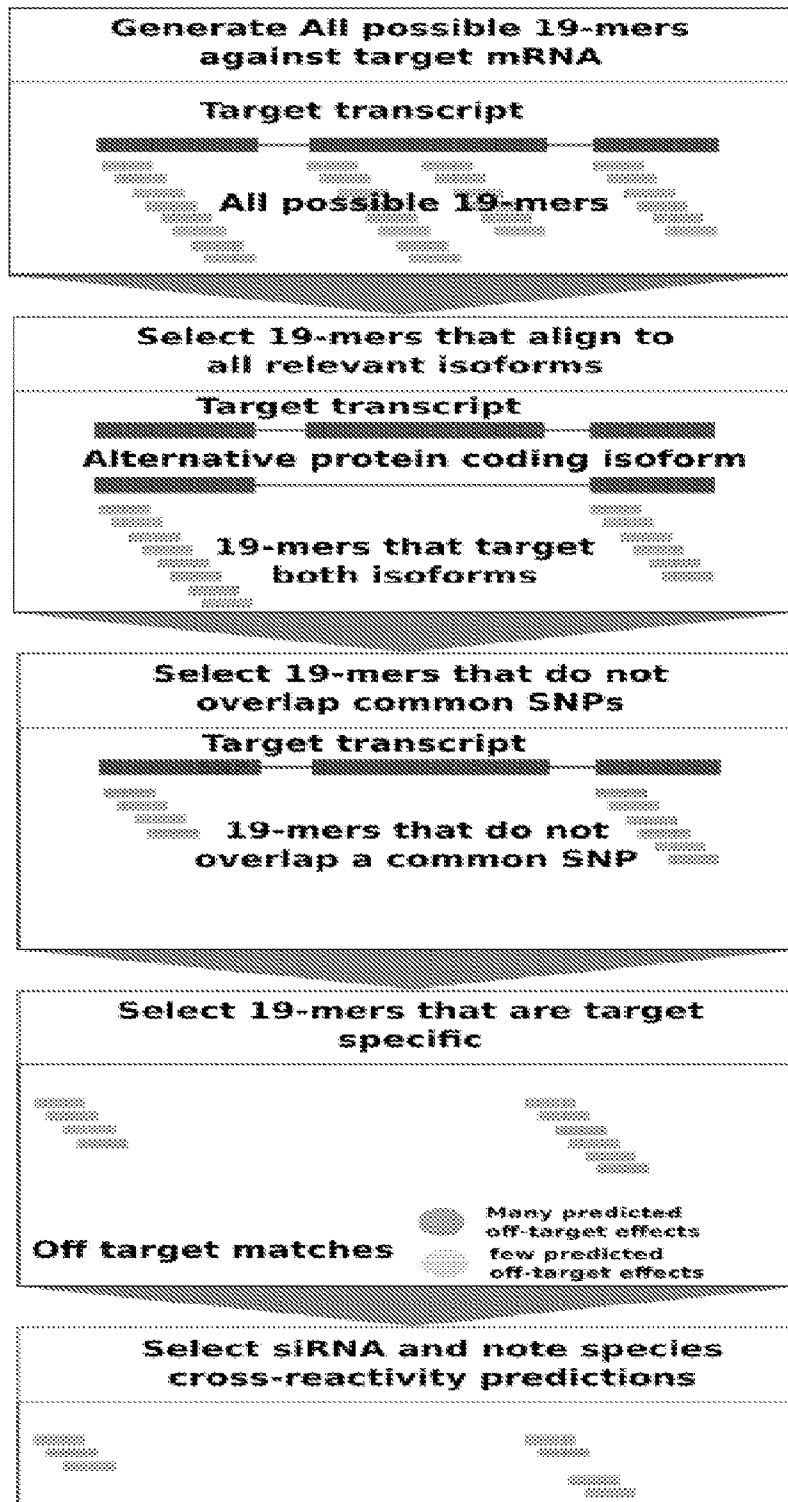 Generate All possible 19-mers
against target mRNA
Target transcript
All possible 19-mers
Select 19-mers that align to
all relevant isoforms
Target transcript
Alternative protein coding isoform
19-mers that target
both isoforms
Select 19-mers that do not
overlap common SNPs
Target transcript
19-mers that do not
overlap a common SNP
Select 19-mers that are target
specific
Many predicted
off-target effects
Off target matches
few predicted
off-target effects
Select siRNA and note species
cross-reactivity predictions